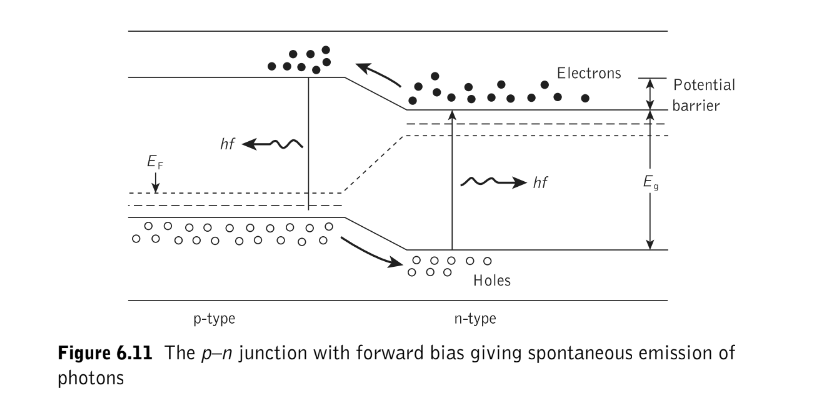 Electrons
Potential
barrier
hf
E_F
hf
E_g
Holes
p-type
n-type
Figure 6.11 The p–n junction with forward bias giving spontaneous emission of
photons